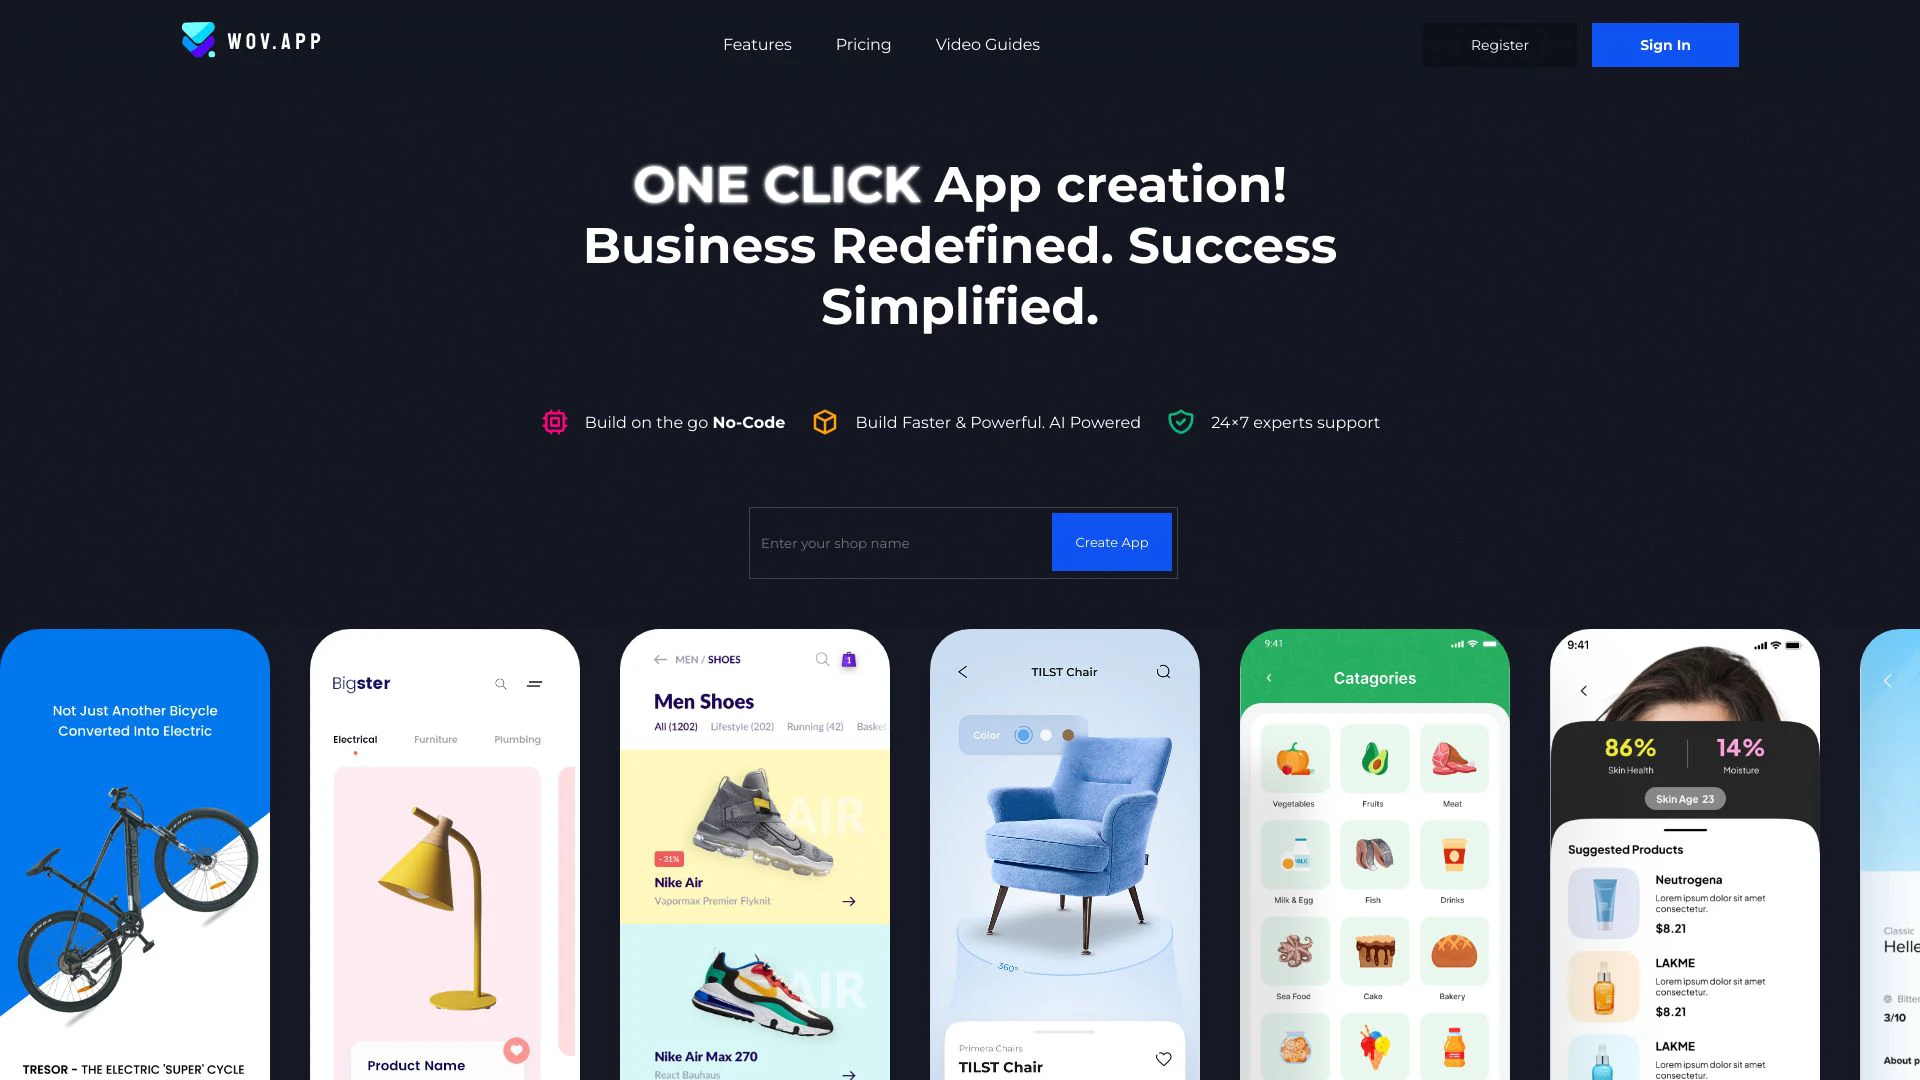 WOV.APP
Features
Pricing
Video Guides
Register
Sign In
ONE CLICK App creation!
Business Redefined. Success
Simplified.
Build on the go No-Code
Build Faster & Powerful. AI Powered
24×7 experts support
Enter your shop name
Create App
Not Just Another Bicycle
Converted Into Electric
TRESOR - THE ELECTRIC 'SUPER' CYCLE
Bigster
Electrical
Furniture
Plumbing
Product Name
MEN / SHOES
1
Men Shoes
All (1202)
Lifestyle (202)
Running (42)
Basket
AIR
- 31%
Nike Air
Vapormax Premier Flyknit
AIR
Nike Air Max 270
React Bauhaus
TILST Chair
Color
360°
Primera Chairs
TILST Chair
9:41
Catagories
Vegetables
Fruits
Meat
MILK
Milk & Egg
Fish
Drinks
Sea Food
Cake
Bakery
9:41
86%
Skin Health
14%
Moisture
Skin Age 23
Suggested Products
Neutrogena
Lorem ipsum dolor sit amet
consectetur.
$8.21
LAKME
Lorem ipsum dolor sit amet
consectetur.
$8.21
LAKME
Lorem ipsum dolor sit amet
consectetur.
Classic
Helle
Bitter
3/10
About p